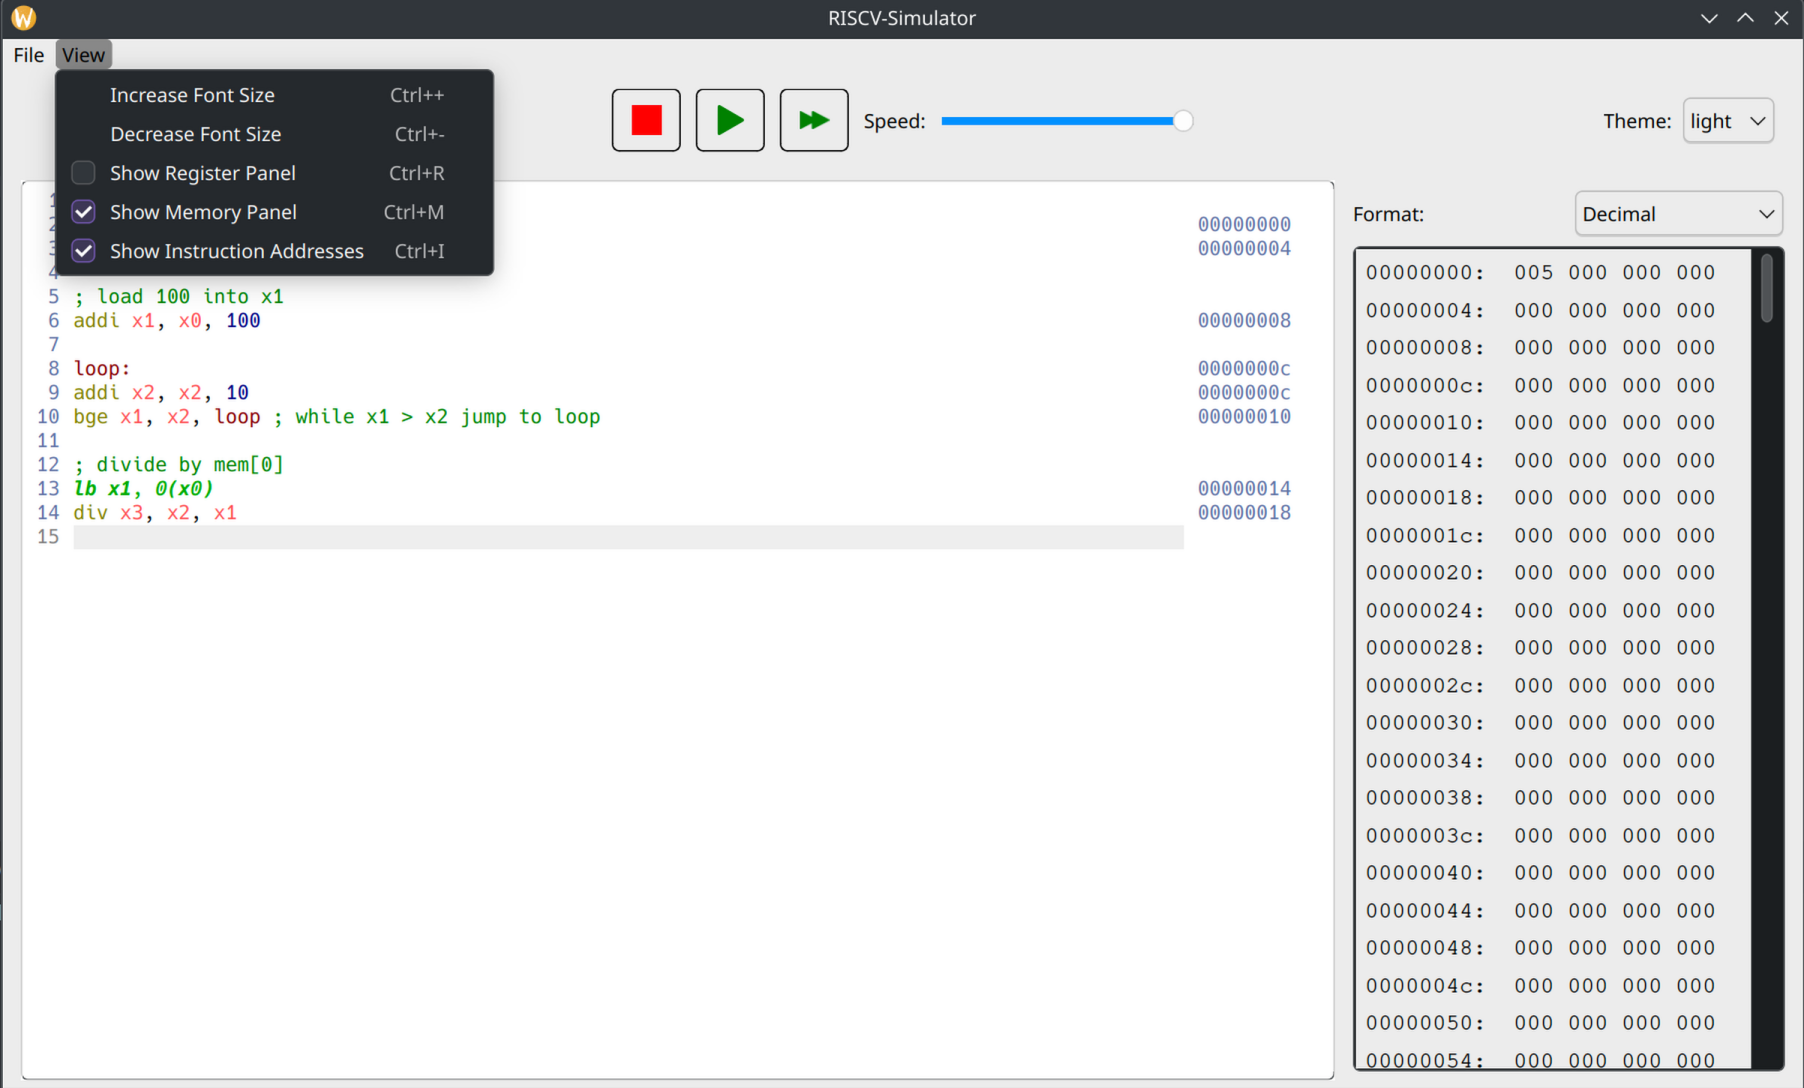 RISCV-Simulator
File View
Increase Font Size Ctrl++
Decrease Font Size Ctrl+-
Show Register Panel Ctrl+R
Show Memory Panel Ctrl+M
Show Instruction Addresses Ctrl+I
Speed:
Theme: light
00000000
00000004
5 ; load 100 into x1
6 addi x1, x0, 100 00000008
7
8 loop: 0000000c
9 addi x2, x2, 10 0000000c
10 bge x1, x2, loop ; while x1 > x2 jump to loop 00000010
11
12 ; divide by mem[0]
13 lb x1, 0(x0) 00000014
14 div x3, x2, x1 00000018
15
Format: Decimal
00000000: 005 000 000 000
00000004: 000 000 000 000
00000008: 000 000 000 000
0000000c: 000 000 000 000
00000010: 000 000 000 000
00000014: 000 000 000 000
00000018: 000 000 000 000
0000001c: 000 000 000 000
00000020: 000 000 000 000
00000024: 000 000 000 000
00000028: 000 000 000 000
0000002c: 000 000 000 000
00000030: 000 000 000 000
00000034: 000 000 000 000
00000038: 000 000 000 000
0000003c: 000 000 000 000
00000040: 000 000 000 000
00000044: 000 000 000 000
00000048: 000 000 000 000
0000004c: 000 000 000 000
00000050: 000 000 000 000
00000054: 000 000 000 000